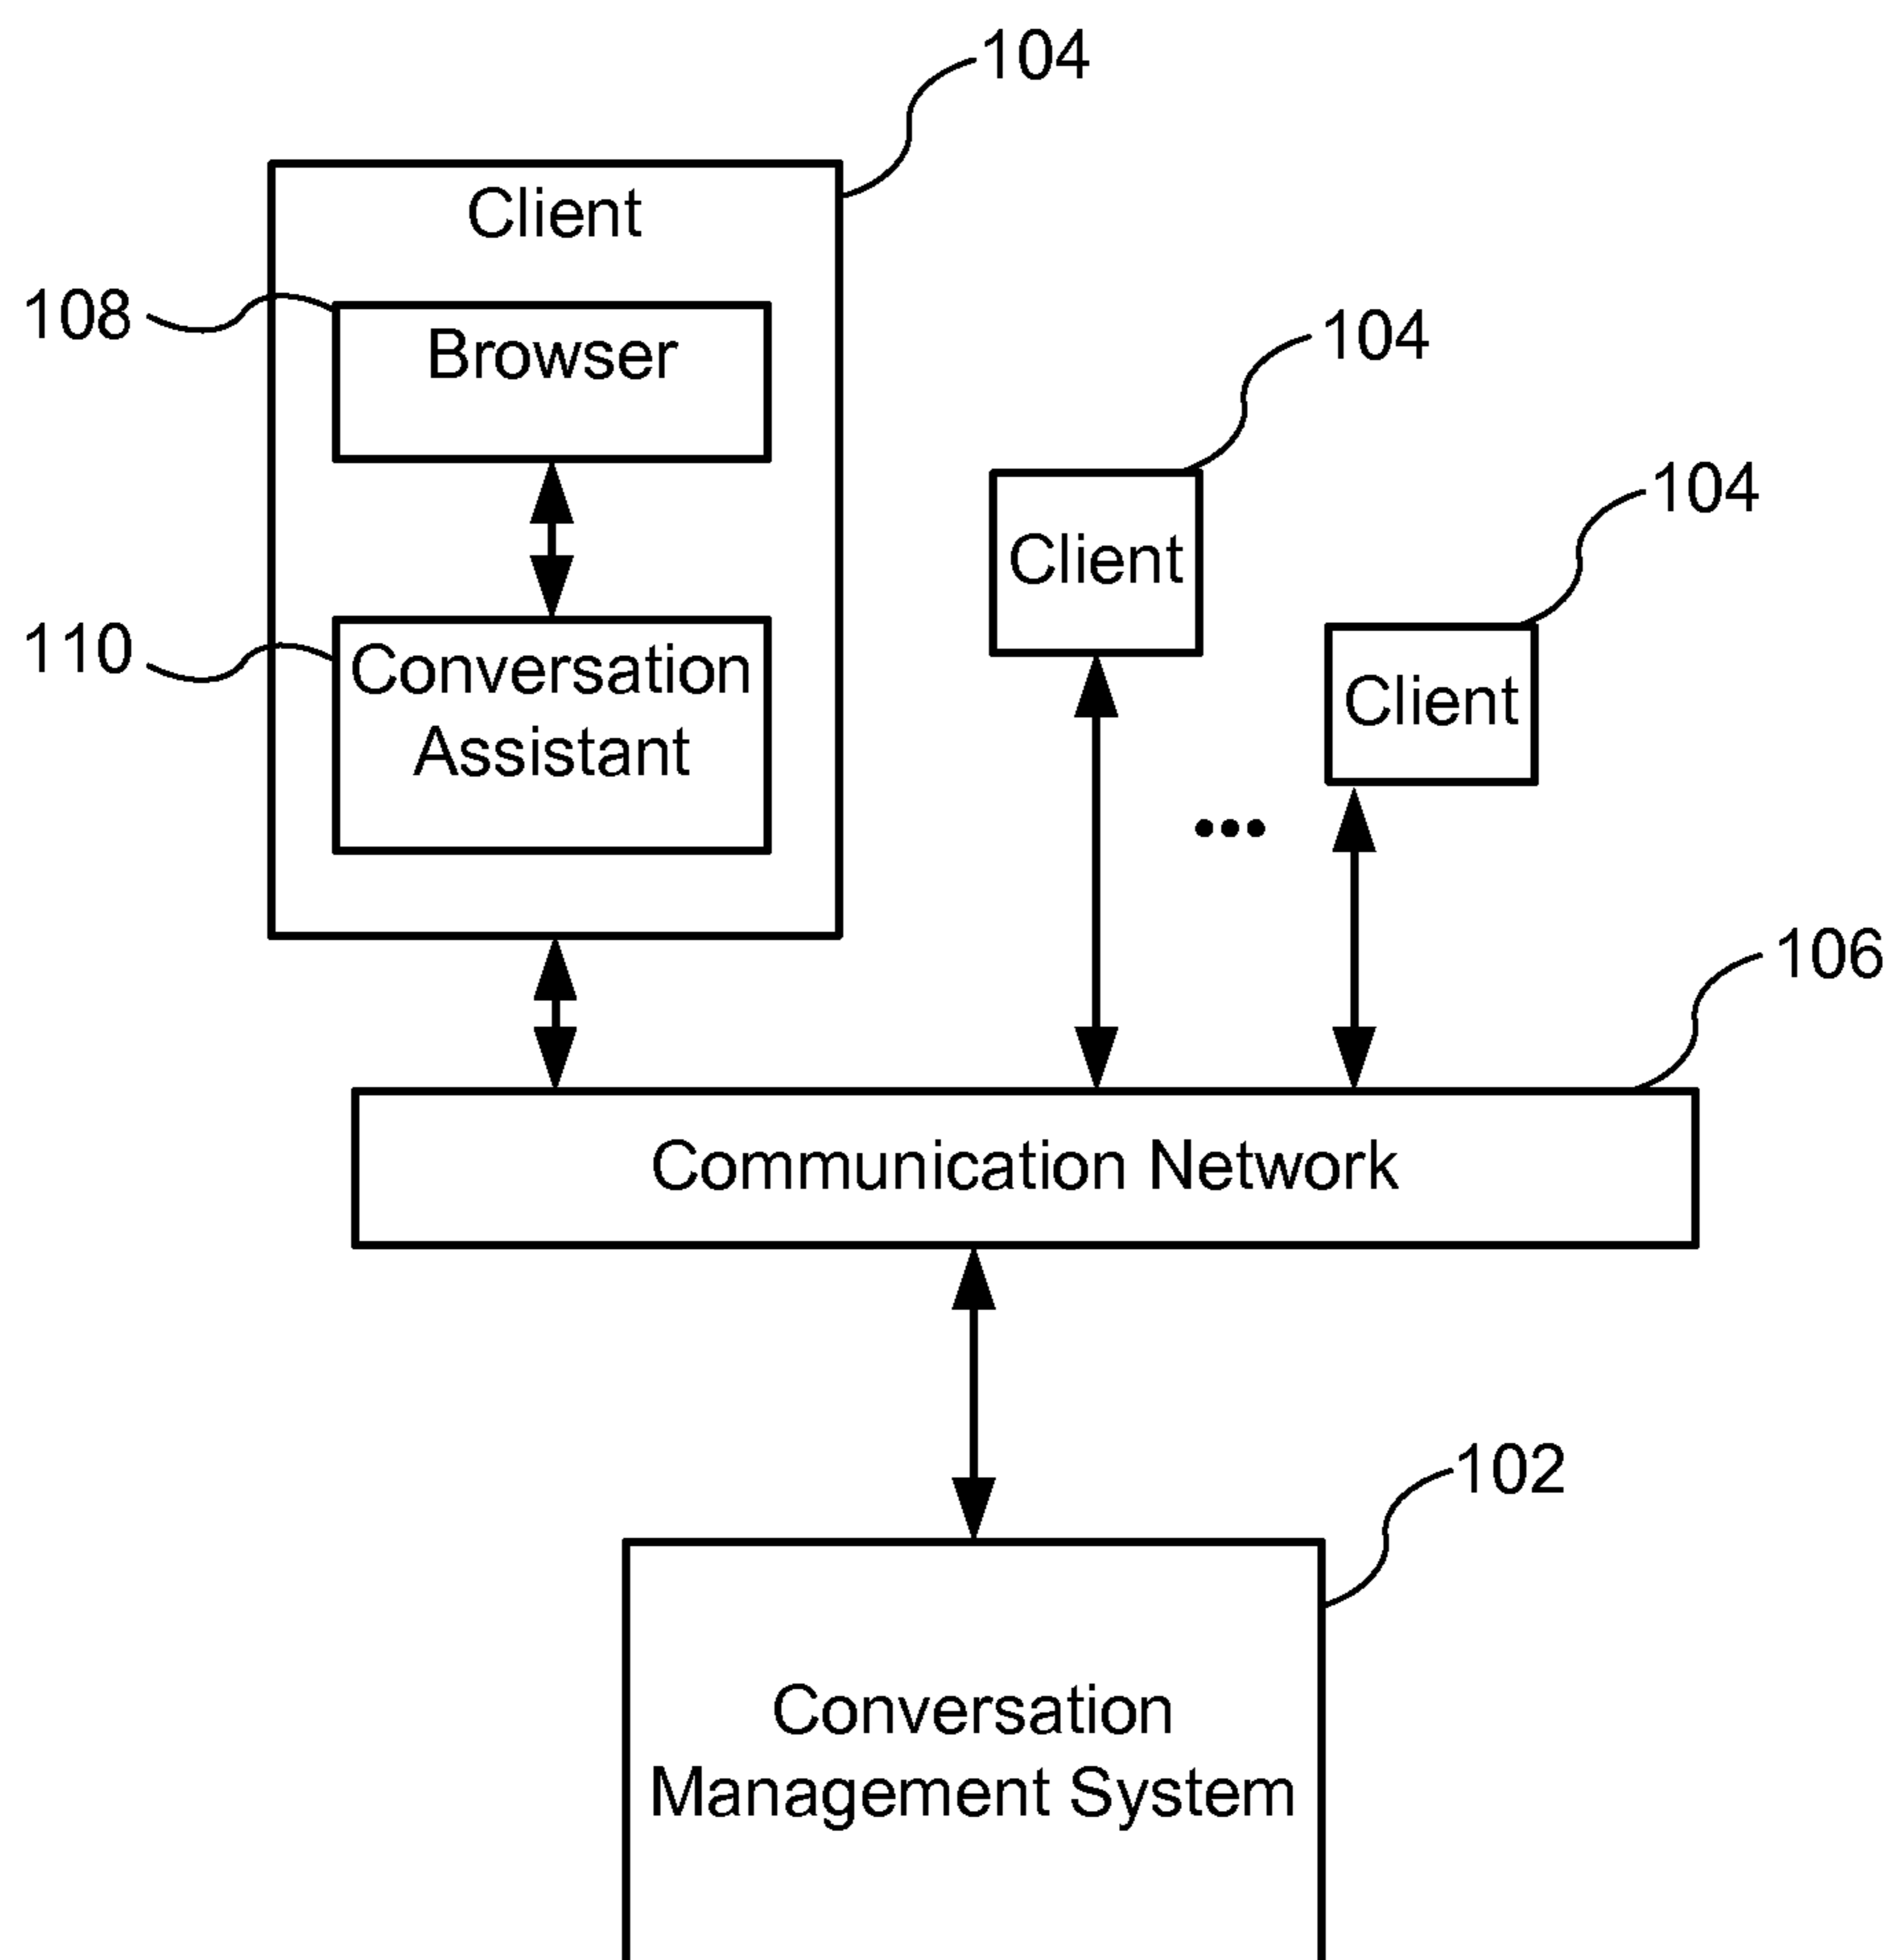 104
Client
108
Browser
104
Client
104
Client
110
Conversation
Assistant
•••
106
Communication Network
102
Conversation
Management System